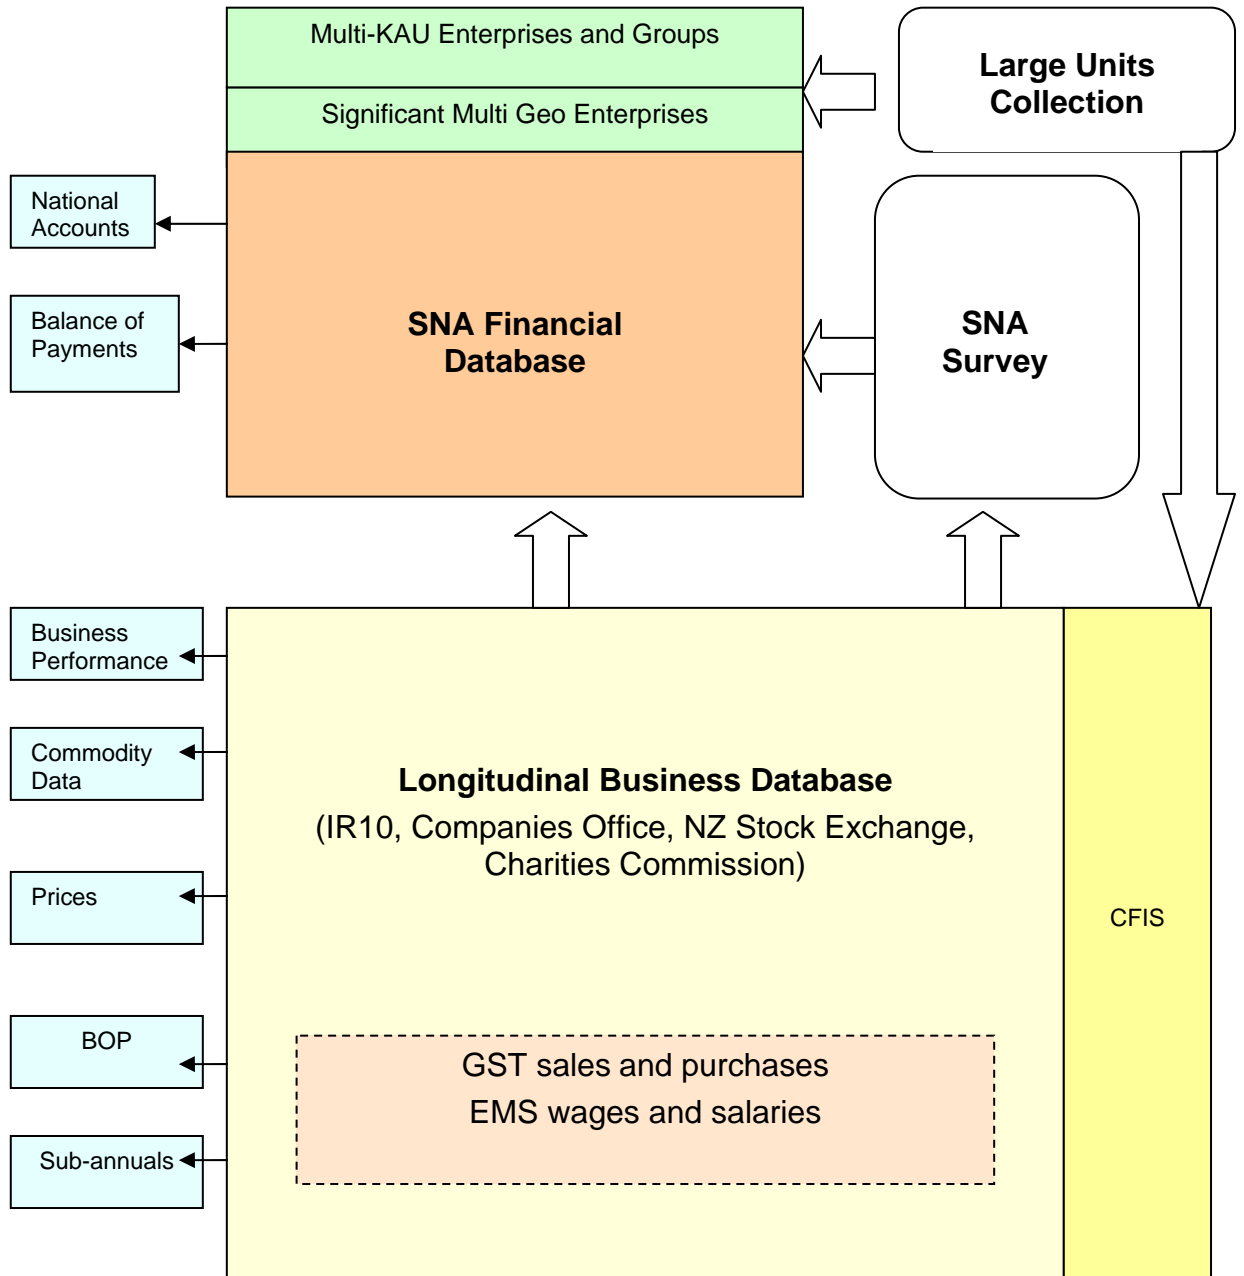 Multi-KAU Enterprises and Groups
Significant Multi Geo Enterprises
Large Units
Collection
National
Accounts
Balance of
Payments
SNA Financial
Database
SNA
Survey
Business
Performance
Commodity
Data
Prices
BOP
Sub-annuals
Longitudinal Business Database
(IR10, Companies Office, NZ Stock Exchange,
Charities Commission)
GST sales and purchases
EMS wages and salaries
CFIS